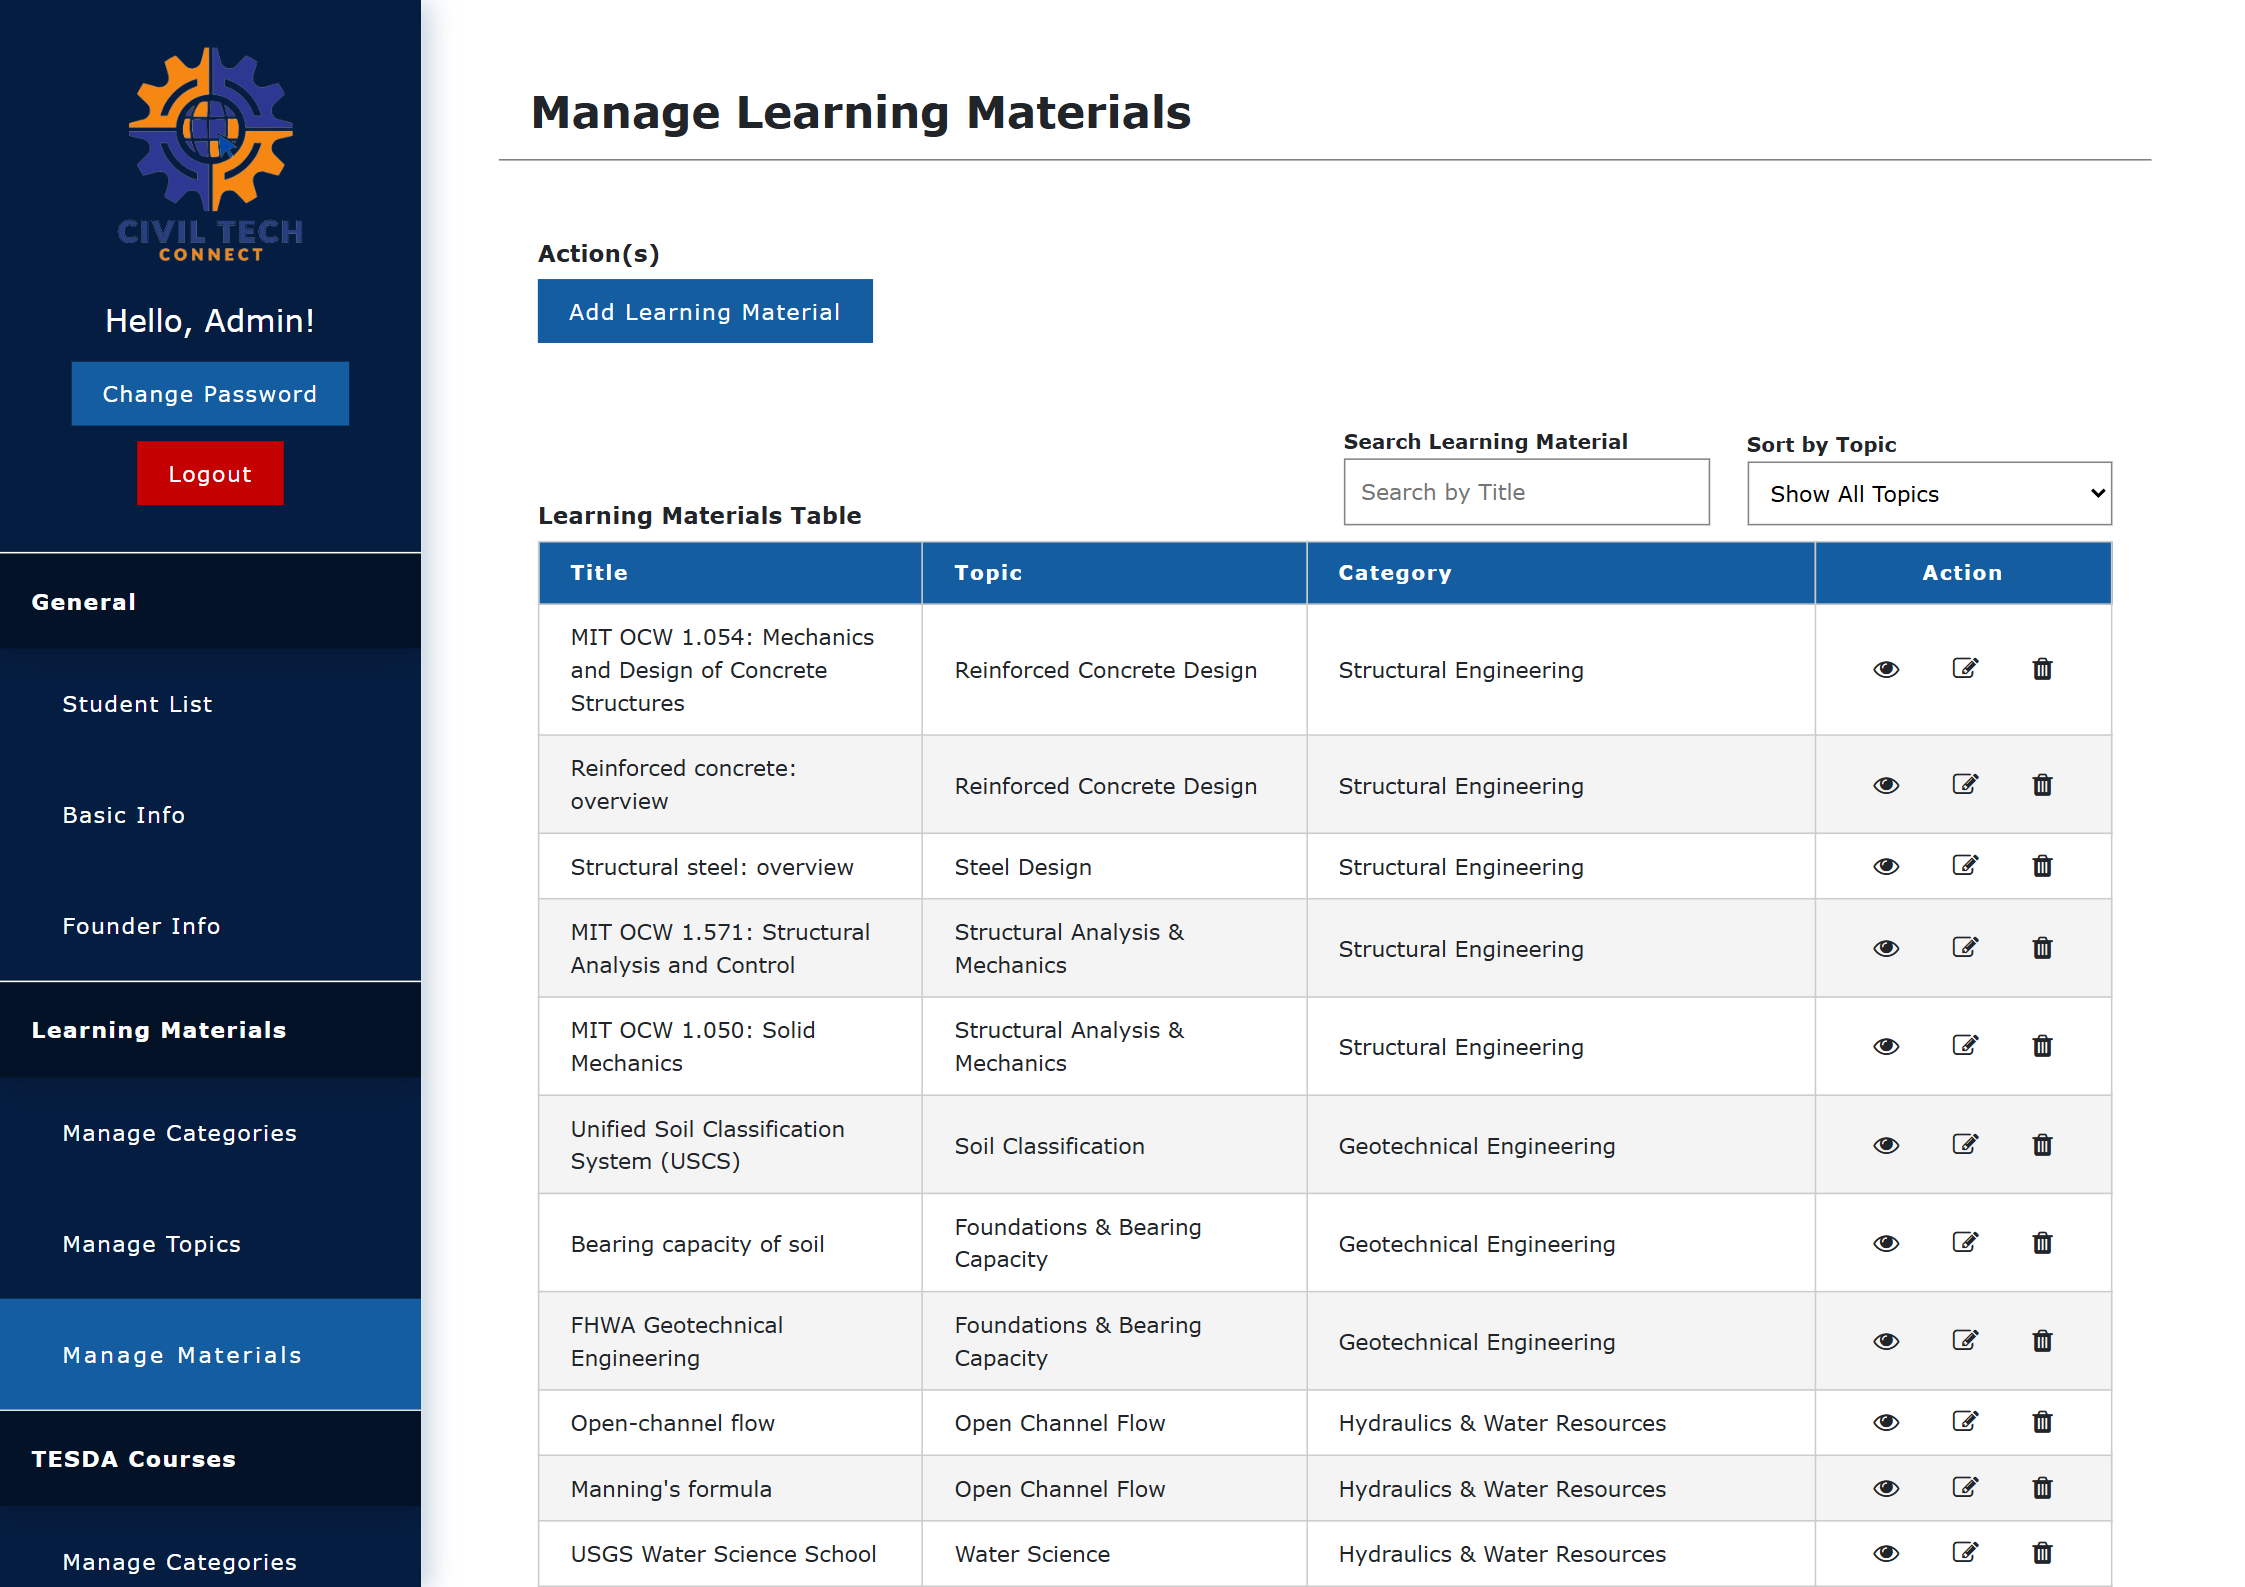 CIVIL TECH
CONNECT
Hello, Admin!
Change Password
Logout
General
Student List
Basic Info
Founder Info
Learning Materials
Manage Categories
Manage Topics
Manage Materials
TESDA Courses
Manage Categories
Manage Learning Materials
Action(s)
Add Learning Material
Search Learning Material
Search by Title
Sort by Topic
Show All Topics
Learning Materials Table
Title Topic Category Action
MIT OCW 1.054: Mechanics
and Design of Concrete
Structures
Reinforced Concrete Design
Structural Engineering
Reinforced concrete:
overview
Reinforced Concrete Design
Structural Engineering
Structural steel: overview
Steel Design
Structural Engineering
MIT OCW 1.571: Structural
Analysis and Control
Structural Analysis &
Mechanics
Structural Engineering
MIT OCW 1.050: Solid
Mechanics
Structural Analysis &
Mechanics
Structural Engineering
Unified Soil Classification
System (USCS)
Soil Classification
Geotechnical Engineering
Bearing capacity of soil
Foundations & Bearing
Capacity
Geotechnical Engineering
FHWA Geotechnical
Engineering
Foundations & Bearing
Capacity
Geotechnical Engineering
Open-channel flow
Open Channel Flow
Hydraulics & Water Resources
Manning's formula
Open Channel Flow
Hydraulics & Water Resources
USGS Water Science School
Water Science
Hydraulics & Water Resources